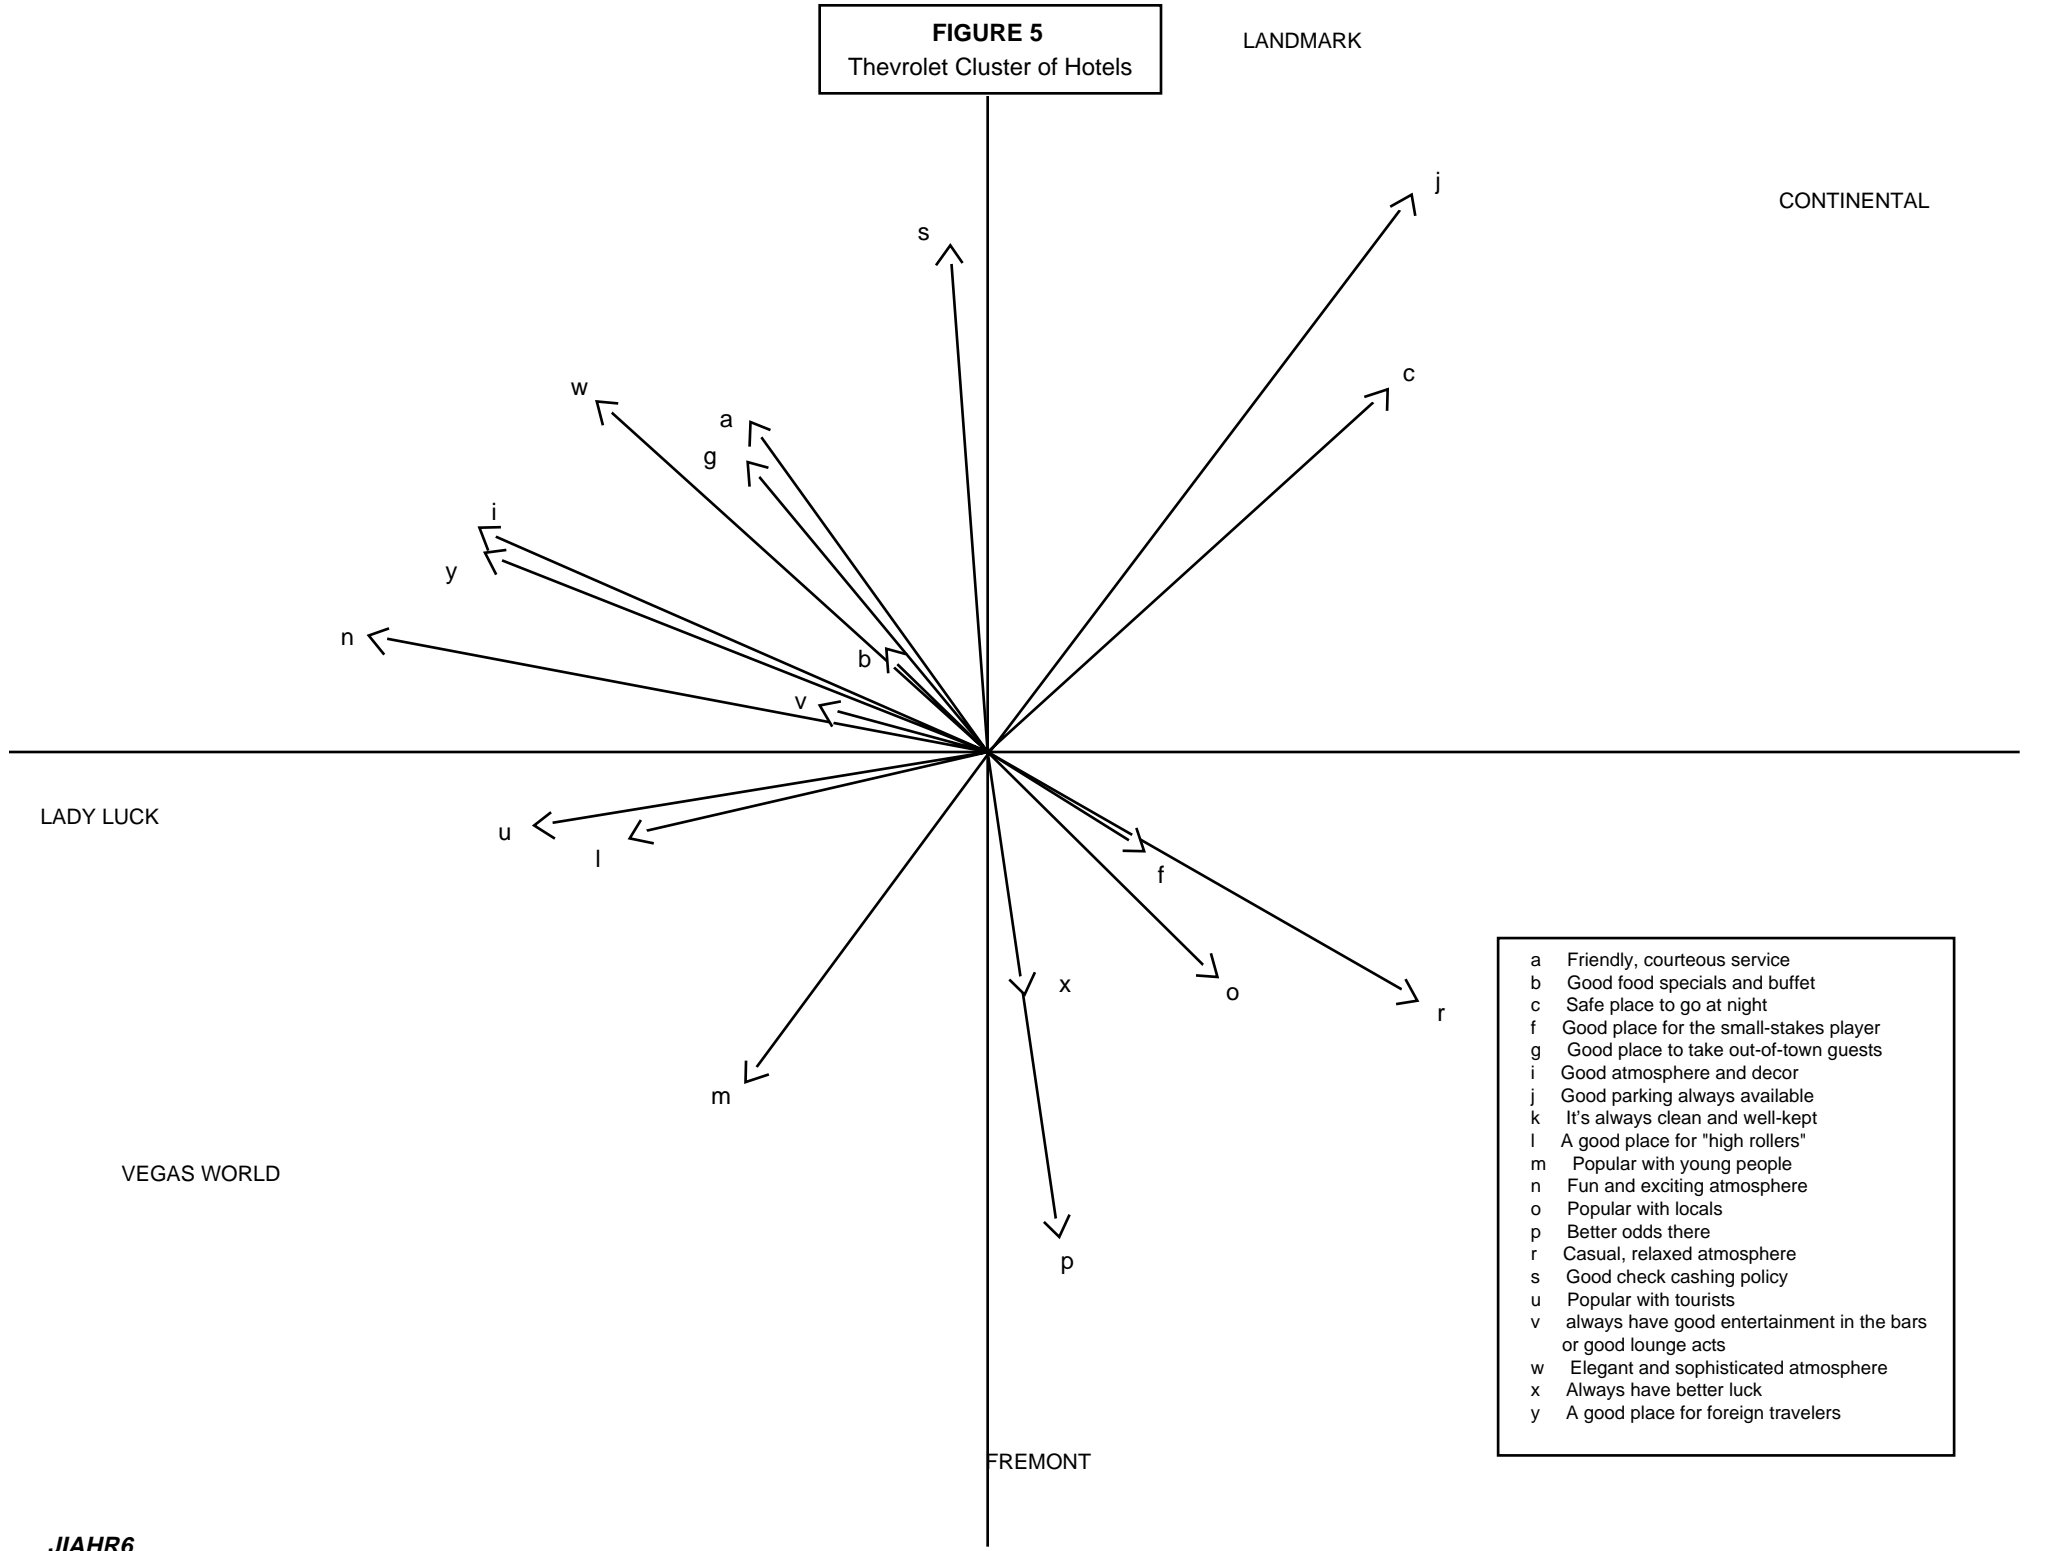 FIGURE 5
Thevrolet Cluster of Hotels
LANDMARK
j
CONTINENTAL
s
c
w
a
g
i
y
n
b
v
LADY LUCK
u
l
f
x
o
r
m
p
VEGAS WORLD
FREMONT
a Friendly, courteous service
b Good food specials and buffet
c Safe place to go at night
f Good place for the small-stakes player
g Good place to take out-of-town guests
i Good atmosphere and decor
j Good parking always available
k It's always clean and well-kept
l A good place for "high rollers"
m Popular with young people
n Fun and exciting atmosphere
o Popular with locals
p Better odds there
r Casual, relaxed atmosphere
s Good check cashing policy
u Popular with tourists
v always have good entertainment in the bars
or good lounge acts
w Elegant and sophisticated atmosphere
x Always have better luck
y A good place for foreign travelers
JIAHR6